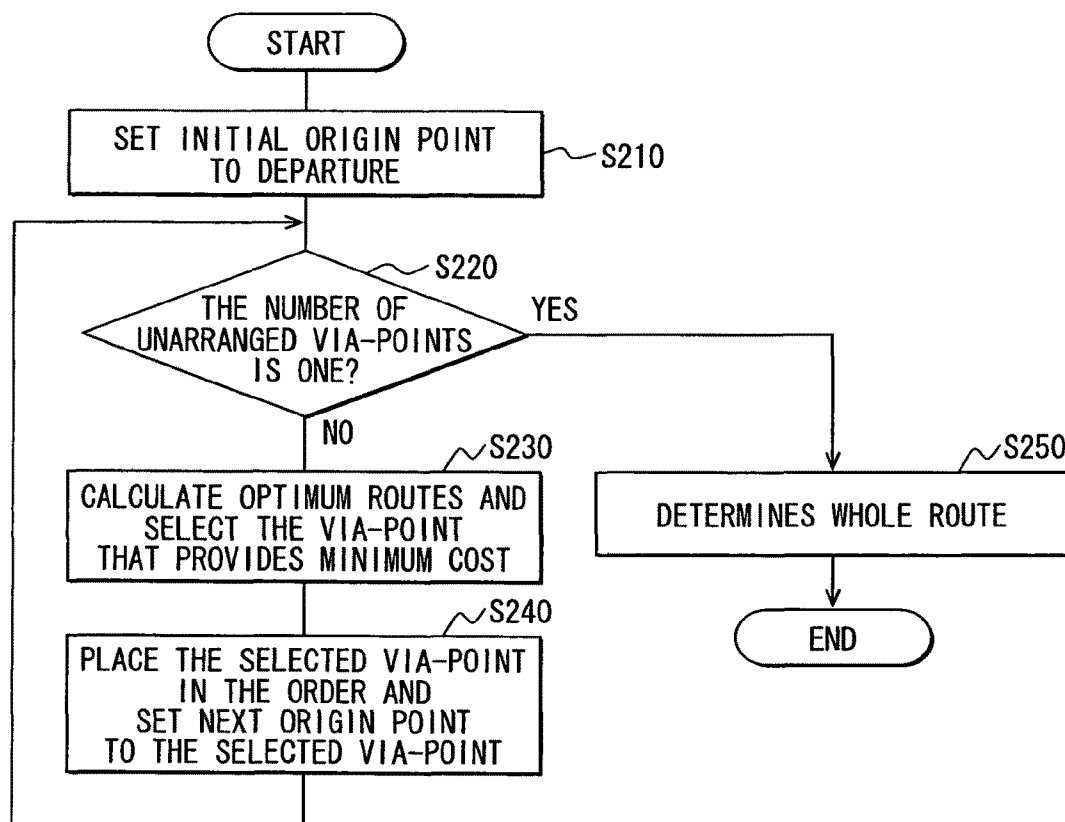 START
SET INITIAL ORIGIN POINT
TO DEPARTURE
S210
S220
THE NUMBER OF
UNARRANGED VIA-POINTS
IS ONE?
YES
NO
S230
CALCULATE OPTIMUM ROUTES AND
SELECT THE VIA-POINT
THAT PROVIDES MINIMUM COST
S250
DETERMINES WHOLE ROUTE
S240
PLACE THE SELECTED VIA-POINT
IN THE ORDER AND
SET NEXT ORIGIN POINT
TO THE SELECTED VIA-POINT
END